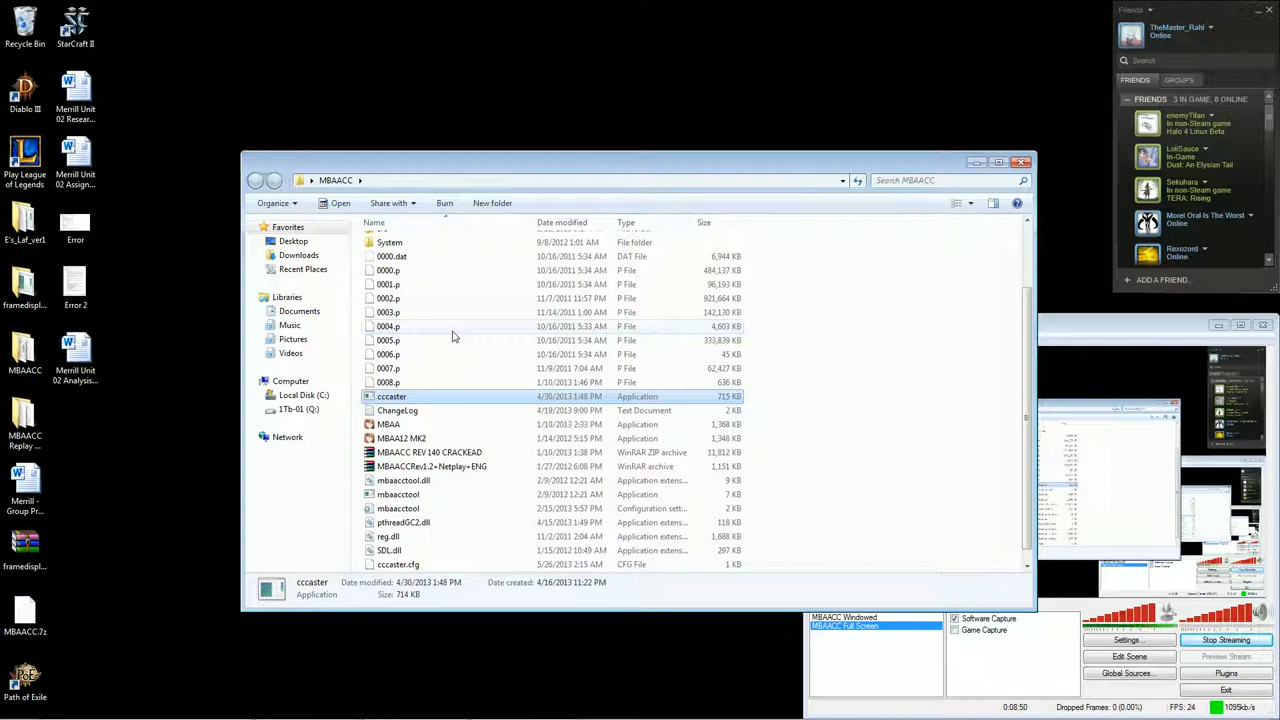 Recycle Bin
StarCraft II
Diablo III
Merrill Unit
02 Resear...
Play League
of Legends
Merrill Unit
02 Assign...
E's_Laf_ver1
Error
framedispl...
Error 2
MBAACC
Merrill Unit
02 Analysis...
MBAACC
Replay ...
Merrill -
Group Pr...
framedispl...
MBAACC.7z
Path of Exile
MBAACC
Search MBAACC
Organize
Open
Share with
Burn
New folder
Favorites
Desktop
Downloads
Recent Places
Libraries
Documents
Music
Pictures
Videos
Computer
Local Disk (C:)
1Tb-01 (Q:)
Network
Name Date modified Type Size
System 9/8/2012 1:01 AM File folder
0000.dat 10/16/2011 5:34 AM DAT File 6,944 KB
0000.p 10/16/2011 5:34 AM P File 484,137 KB
0001.p 10/16/2011 5:34 AM P File 96,193 KB
0002.p 11/7/2011 11:57 PM P File 921,664 KB
0003.p 11/14/2011 1:00 AM P File 142,130 KB
0004.p 10/16/2011 5:33 AM P File 4,603 KB
0005.p 10/16/2011 5:34 AM P File 333,839 KB
0006.p 10/16/2011 5:34 AM P File 45 KB
0007.p 11/9/2011 7:04 AM P File 62,427 KB
0008.p 1/10/2013 1:46 PM P File 636 KB
cccaster 4/30/2013 1:48 PM Application 715 KB
ChangeLog 4/19/2013 9:00 PM Text Document 2 KB
MBAA 1/10/2013 2:33 PM Application 1,368 KB
MBAA12 MK2 1/14/2012 5:15 PM Application 1,348 KB
MBAACC REV 140 CRACKEAD 1/10/2013 1:38 PM WinRAR ZIP archive 11,812 KB
MBAACCRev1.2+Netplay+ENG 1/27/2012 6:08 PM WinRAR archive 1,151 KB
mbaacctool.dll 2/9/2012 12:21 AM Application extens...
mbaacctool 2/9/2012 12:21 AM Application 7 KB
mbaacctool 2/15/2013 5:57 PM Configuration sett... 2 KB
pthreadGC2.dll 4/15/2013 1:49 PM Application extens... 118 KB
reg.dll Application extens... 1,688 KB
SDL.dll 1/13/2012 10:49 AM Application extens... 297 KB
cccaster.cfg 5/26/2013 2:15 AM CFG File 1 KB
cccaster Date modified: 4/30/2013 1:48 PM Date created: 4/16/2013 11:22 PM
Application Size: 714 KB
Friends
TheMaster_Rahl
Online
Search
FRIENDS GROUPS
FRIENDS 3 IN GAME, 8 ONLINE
enemyTitan
In non-Steam game
Halo 4 Linux Beta
LoliSauce
In-Game
Dust: An Elysian Tail
Sekuhara
In non-Steam game
TERA: Rising
Morel Oral Is The Worst
Online
Rexozord
Online
ADD A FRIEND...
MBAACC Windowed
MBAACC Full Screen
Software Capture
Game Capture
Settings...
Stop Streaming
Edit Scene
Preview Stream
Global Sources...
Plugins
Exit
0:08:50 Dropped Frames: 0 (0.00%) FPS: 24 1095kb/s